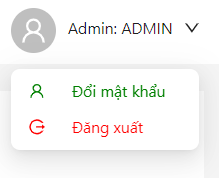 Admin: ADMIN
Đổi mật khẩu
Đăng xuất